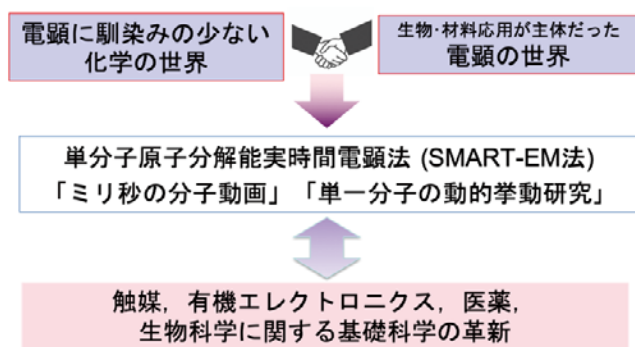 電顕に馴染みの少ない
化学の世界
生物・材料応用が主体だった
電顕の世界
単分子原子分解能実時間電顕法 (SMART-EM法)
「ミリ秒の分子動画」「単一分子の動的挙動研究」
触媒, 有機エレクトロニクス, 医薬,
生物科学に関する基礎科学の革新